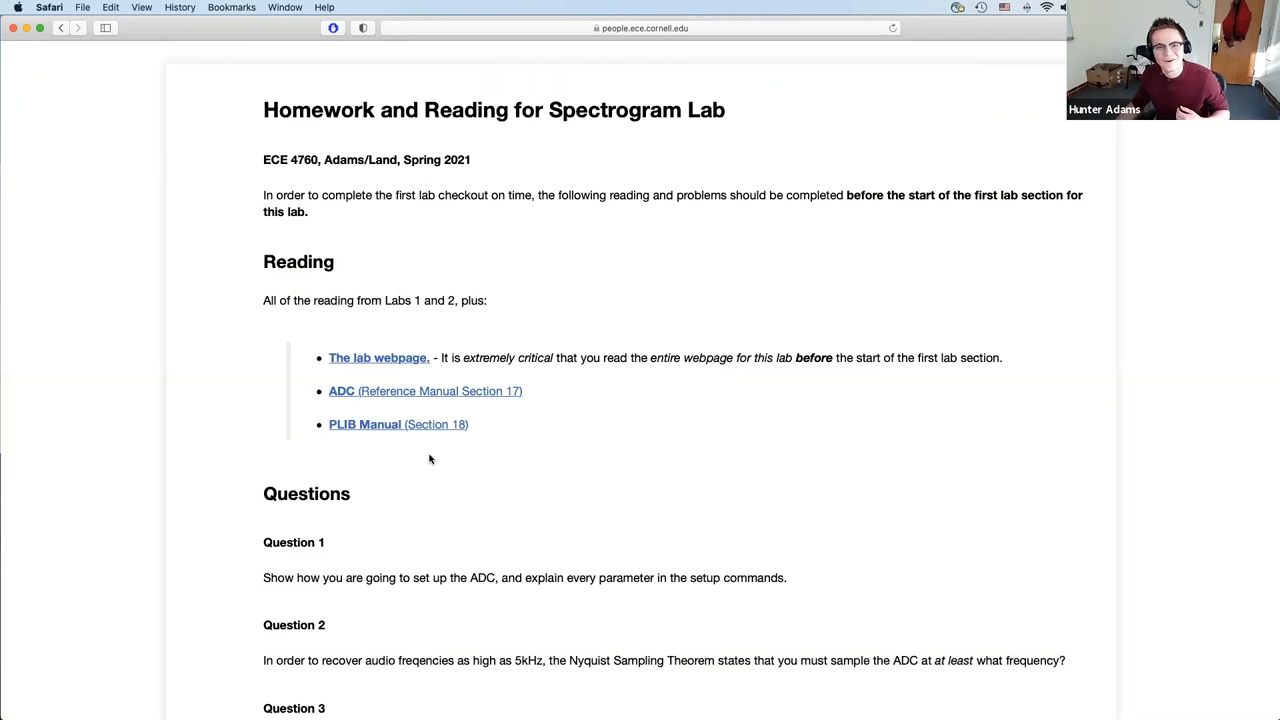 Safari File Edit View History Bookmarks Window Help
people.ece.cornell.edu
Hunter Adams
Homework and Reading for Spectrogram Lab
ECE 4760, Adams/Land, Spring 2021
In order to complete the first lab checkout on time, the following reading and problems should be completed before the start of the first lab section for
this lab.
Reading
All of the reading from Labs 1 and 2, plus:
• The lab webpage. - It is extremely critical that you read the entire webpage for this lab before the start of the first lab section.
• ADC (Reference Manual Section 17)
• PLIB Manual (Section 18)
Questions
Question 1
Show how you are going to set up the ADC, and explain every parameter in the setup commands.
Question 2
In order to recover audio freqencies as high as 5kHz, the Nyquist Sampling Theorem states that you must sample the ADC at at least what frequency?
Question 3